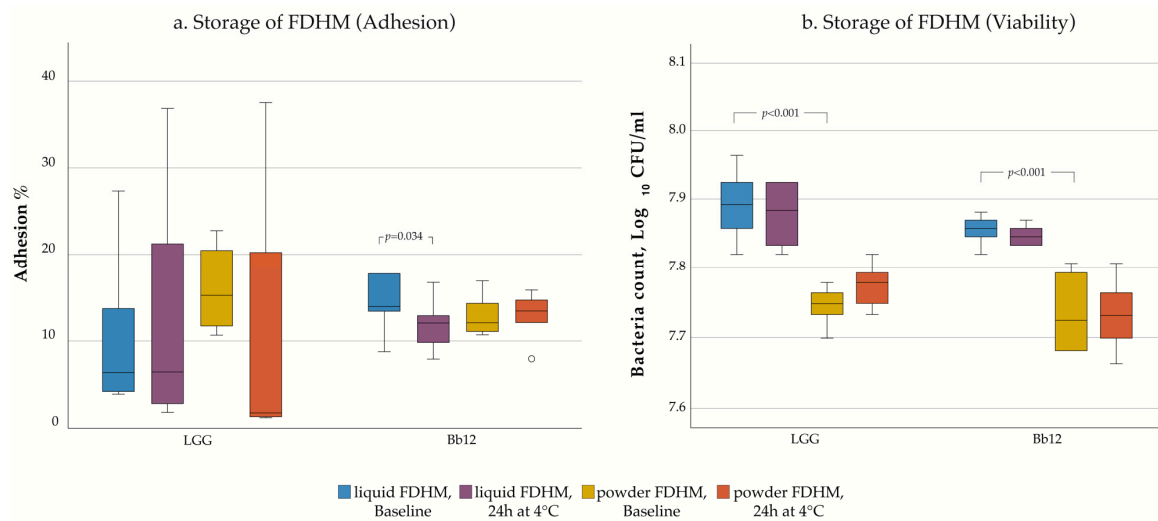 a. Storage of FDHM (Adhesion)
Adhesion %
40
30
20
10
0
p=0.034
LGG
Bb12
b. Storage of FDHM (Viability)
Bacteria count, Log 10 CFU/ml
8.1
8.0
7.9
7.8
7.7
7.6
p<0.001
p<0.001
LGG
Bb12
liquid FDHM,
Baseline
liquid FDHM,
24h at 4°C
powder FDHM,
Baseline
powder FDHM,
24h at 4°C